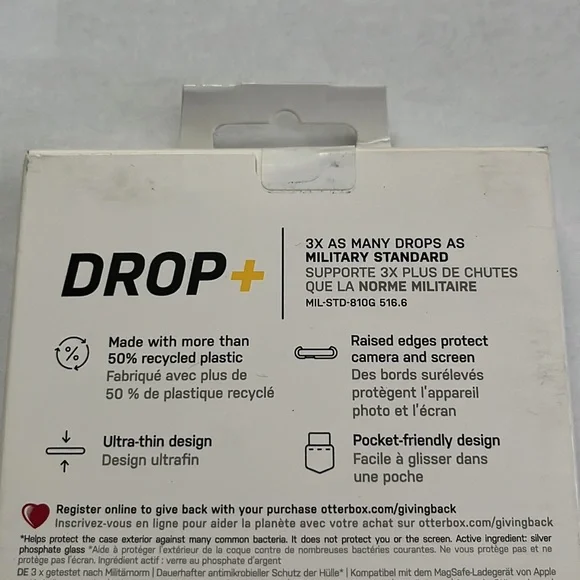 DROP+
3X AS MANY DROPS AS
MILITARY STANDARD
SUPPORTE 3X PLUS DE CHUTES
QUE LA NORME MILITAIRE
MIL-STD-810G 516.6
Made with more than
50% recycled plastic
Fabriqué avec plus de
50 % de plastique recyclé
Raised edges protect
camera and screen
Des bords surélevés
protègent l'appareil
photo et l'écran
Ultra-thin design
Design ultrafin
Pocket-friendly design
Facile à glisser dans
une poche
Register online to give back with your purchase otterbox.com/givingback
Inscrivez-vous en ligne pour aider la planète avec votre achat sur otterbox.com/givingback
*Helps protect the case exterior against many common bacteria. It does not protect you or the screen. Active ingredient: silver
phosphate glass *Aide à protéger l'extérieur de la coque contre de nombreuses bactéries courantes. Ne vous protège pas et ne
protège pas l'écran. Ingrédient actif : verre au phosphate d'argent
DE 3 x getestet nach Militärnorm | Dauerhafter antimikrobieller Schutz der Hülle* | Kompatibel mit dem MagSafe-Ladegerät von Apple